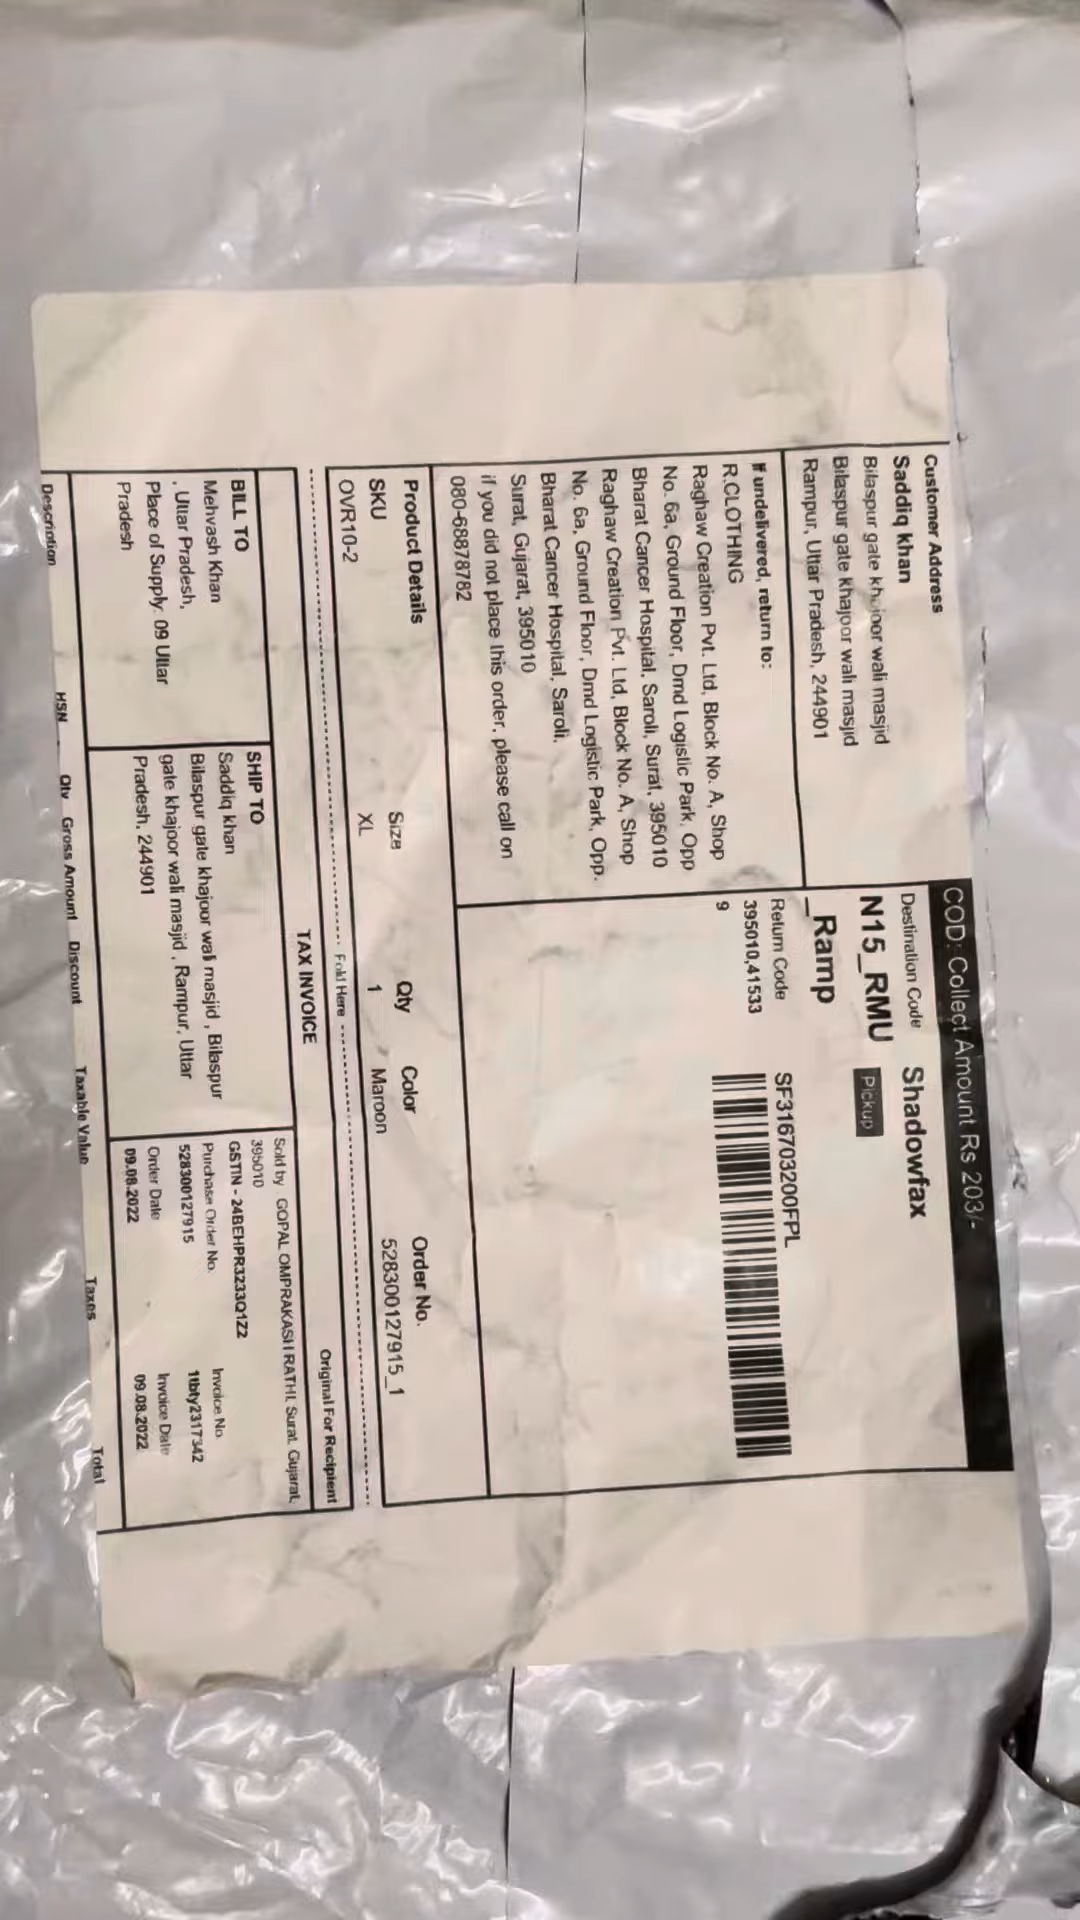 COD: Collect Amount Rs 203/-
Customer Address
Saddiq khan
Bilaspur gate khajoor wali masjid
Bilaspur gate khajoor wali masjid
Rampur, Uttar Pradesh, 244901
If undelivered, return to:
R.CLOTHING
Raghaw Creation Pvt. Ltd, Block No. A, Shop
No. 6a, Ground Floor, Dmd Logistic Park, Opp
Bharat Cancer Hospital, Saroli, Surat, 395010
Raghaw Creation Pvt. Ltd, Block No. A, Shop
No. 6a, Ground Floor, Dmd Logistic Park, Opp.
Bharat Cancer Hospital, Saroli,
Surat, Gujarat, 395010
if you did not place this order, please call on
080-68878782
Destination Code Shadowfax
N15_RMU Pickup
_Ramp
Return Code
395010,41533
9
SF316703200FPL
Product Details
SKU Size Qty Color Order No.
OVR10-2 XL 1 Maroon 528300127915_1
Fold Here
TAX INVOICE Original For Recipient
BILL TO
Mehvash Khan
, Uttar Pradesh,
Place of Supply: 09 Uttar
Pradesh
SHIP TO
Saddiq khan
Bilaspur gate khajoor wali masjid , Bilaspur
gate khajoor wali masjid , Rampur, Uttar
Pradesh, 244901
Sold by : GOPAL OMPRAKASH RATHI, Surat, Gujarat,
395010
GSTIN - 24BEHPR3233Q1Z2
Purchase Order No. Invoice No.
528300127915 1tbty2317342
Order Date Invoice Date
09.08.2022 09.08.2022
Description HSN Qty Gross Amount Discount Taxable Value Taxes Total